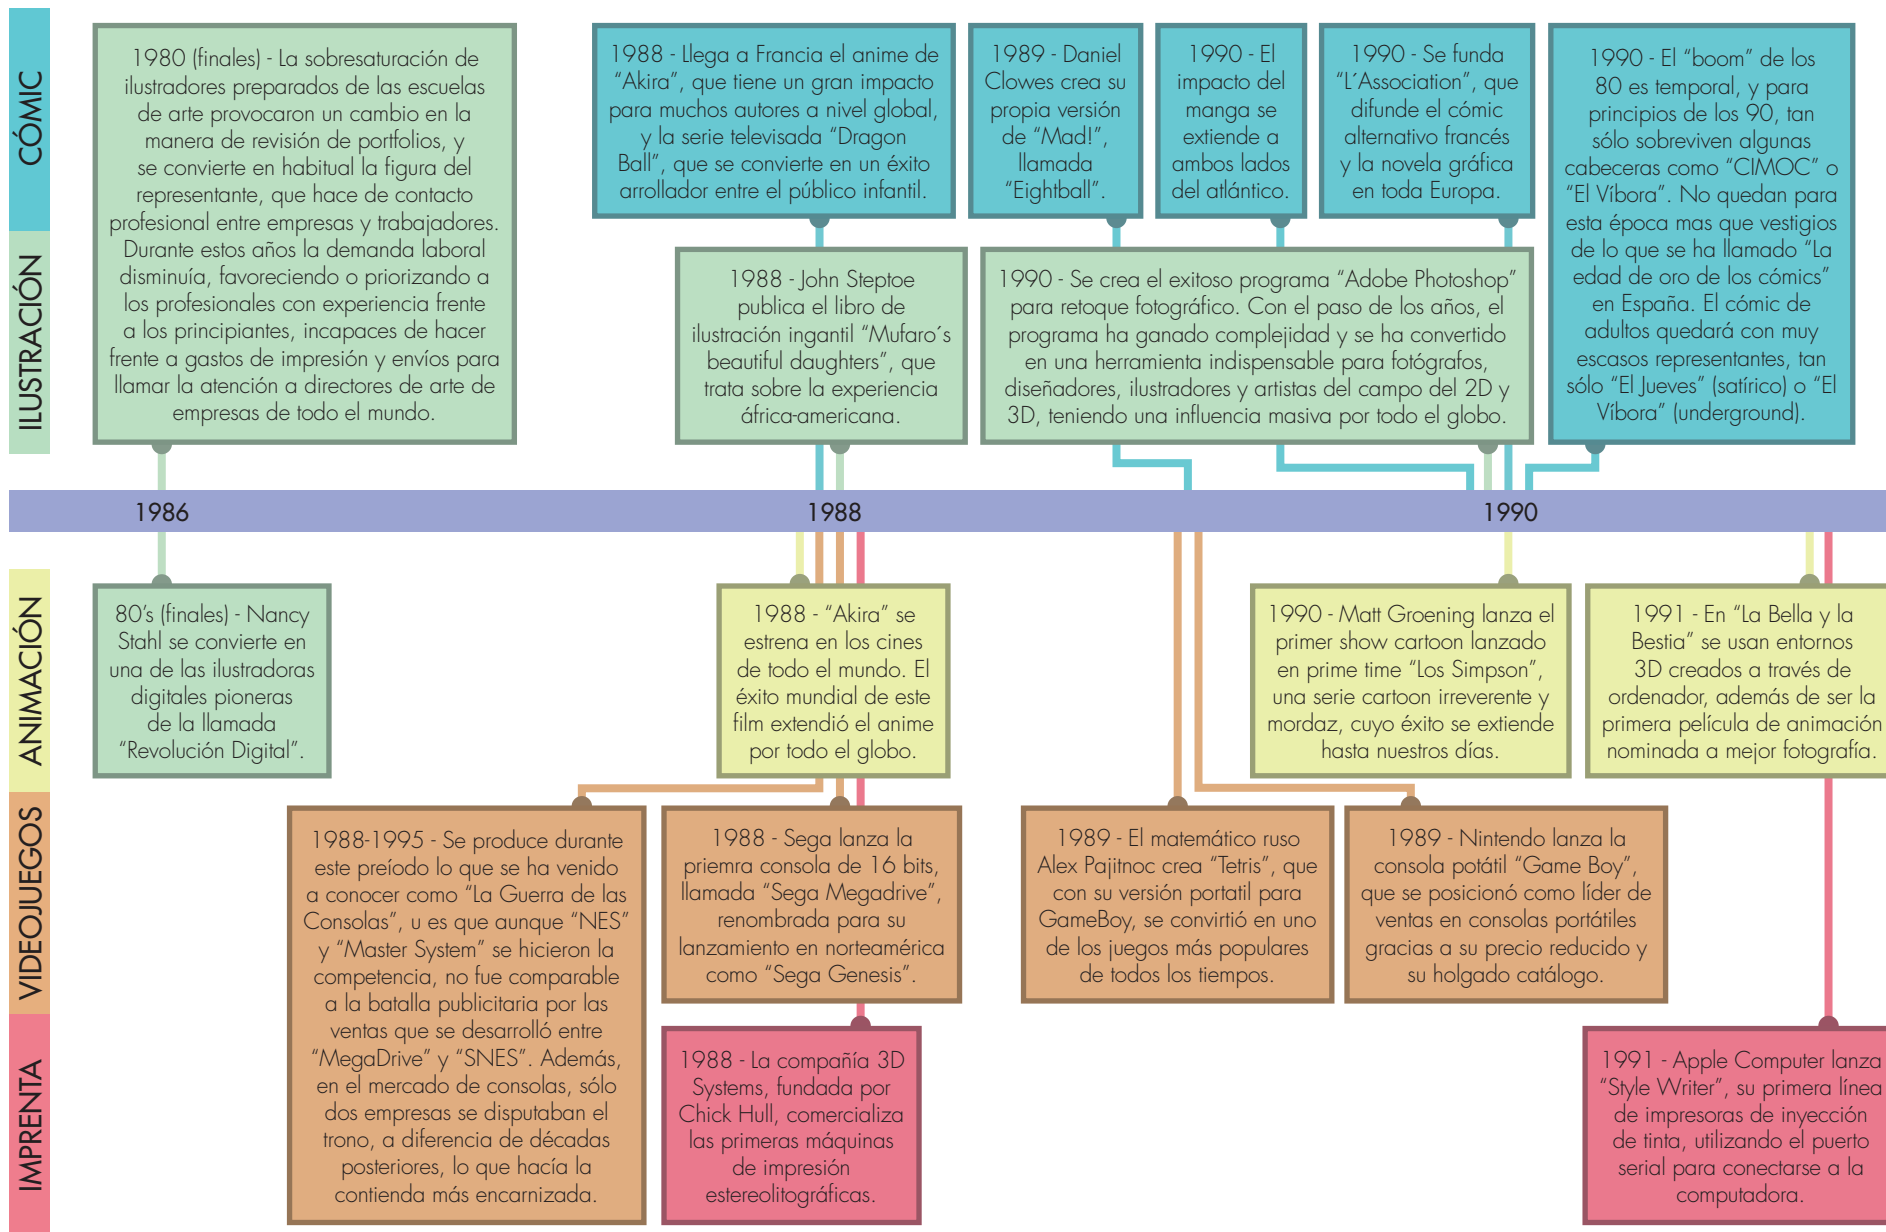 CÓMIC
ILUSTRACIÓN
1980 (finales) - La sobresaturación de
ilustradores preparados de las escuelas
de arte provocaron un cambio en la
manera de revisión de portfolios, y
se convierte en habitual la figura del
representante, que hace de contacto
profesional entre empresas y trabajadores.
Durante estos años la demanda laboral
disminuía, favoreciendo o priorizando a
los profesionales con experiencia frente
a los principiantes, incapaces de hacer
frente a gastos de impresión y envíos para
llamar la atención a directores de arte de
empresas de todo el mundo.
1988 - Llega a Francia el anime de
“Akira”, que tiene un gran impacto
para muchos autores a nivel global,
y la serie televisada “Dragon
Ball”, que se convierte en un éxito
arrollador entre el público infantil.
1989 - Daniel
Clowes crea su
propia versión
de “Mad!”,
llamada
“Eightball”.
1990 - El
impacto del
manga se
extiende a
ambos lados
del atlántico.
1990 - Se funda
“L´Association”, que
difunde el cómic
alternativo francés
y la novela gráfica
en toda Europa.
1990 - El “boom” de los
80 es temporal, y para
principios de los 90, tan
sólo sobreviven algunas
cabeceras como “CIMOC” o
“El Víbora”. No quedan para
esta época mas que vestigios
de lo que se ha llamado “La
edad de oro de los cómics”
en España. El cómic de
adultos quedará con muy
escasos representantes, tan
sólo “El Jueves” (satírico) o “El
Víbora” (underground).
1988 - John Steptoe
publica el libro de
ilustración ingantil “Mufaro´s
beautiful daughters”, que
trata sobre la experiencia
áfrica-americana.
1990 - Se crea el exitoso programa “Adobe Photoshop”
para retoque fotográfico. Con el paso de los años, el
programa ha ganado complejidad y se ha convertido
en una herramienta indispensable para fotógrafos,
diseñadores, ilustradores y artistas del campo del 2D y
3D, teniendo una influencia masiva por todo el globo.
1986
1988
1990
ANIMACIÓN
VIDEOJUEGOS
IMPRENTA
80’s (finales) - Nancy
Stahl se convierte en
una de las ilustradoras
digitales pioneras
de la llamada
“Revolución Digital”.
1988 - “Akira” se
estrena en los cines
de todo el mundo. El
éxito mundial de este
film extendió el anime
por todo el globo.
1990 - Matt Groening lanza el
primer show cartoon lanzado
en prime time “Los Simpson”,
una serie cartoon irreverente y
mordaz, cuyo éxito se extiende
hasta nuestros días.
1991 - En “La Bella y la
Bestia” se usan entornos
3D creados a través de
ordenador, además de ser la
primera película de animación
nominada a mejor fotografía.
1988-1995 - Se produce durante
este preíodo lo que se ha venido
a conocer como “La Guerra de las
Consolas”, u es que aunque “NES”
y “Master System” se hicieron la
competencia, no fue comparable
a la batalla publicitaria por las
ventas que se desarrolló entre
“MegaDrive” y “SNES”. Además,
en el mercado de consolas, sólo
dos empresas se disputaban el
trono, a diferencia de décadas
posteriores, lo que hacía la
contienda más encarnizada.
1988 - Sega lanza la
priemra consola de 16 bits,
llamada “Sega Megadrive”,
renombrada para su
lanzamiento en norteamérica
como “Sega Genesis”.
1989 - El matemático ruso
Alex Pajitnoc crea “Tetris”, que
con su versión portatil para
GameBoy, se convirtió en uno
de los juegos más populares
de todos los tiempos.
1989 - Nintendo lanza la
consola potátil “Game Boy”,
que se posicionó como líder de
ventas en consolas portátiles
gracias a su precio reducido y
su holgado catálogo.
1988 - La compañía 3D
Systems, fundada por
Chick Hull, comercializa
las primeras máquinas
de impresión
estereolitográficas.
1991 - Apple Computer lanza
“Style Writer”, su primera línea
de impresoras de inyección
de tinta, utilizando el puerto
serial para conectarse a la
computadora.